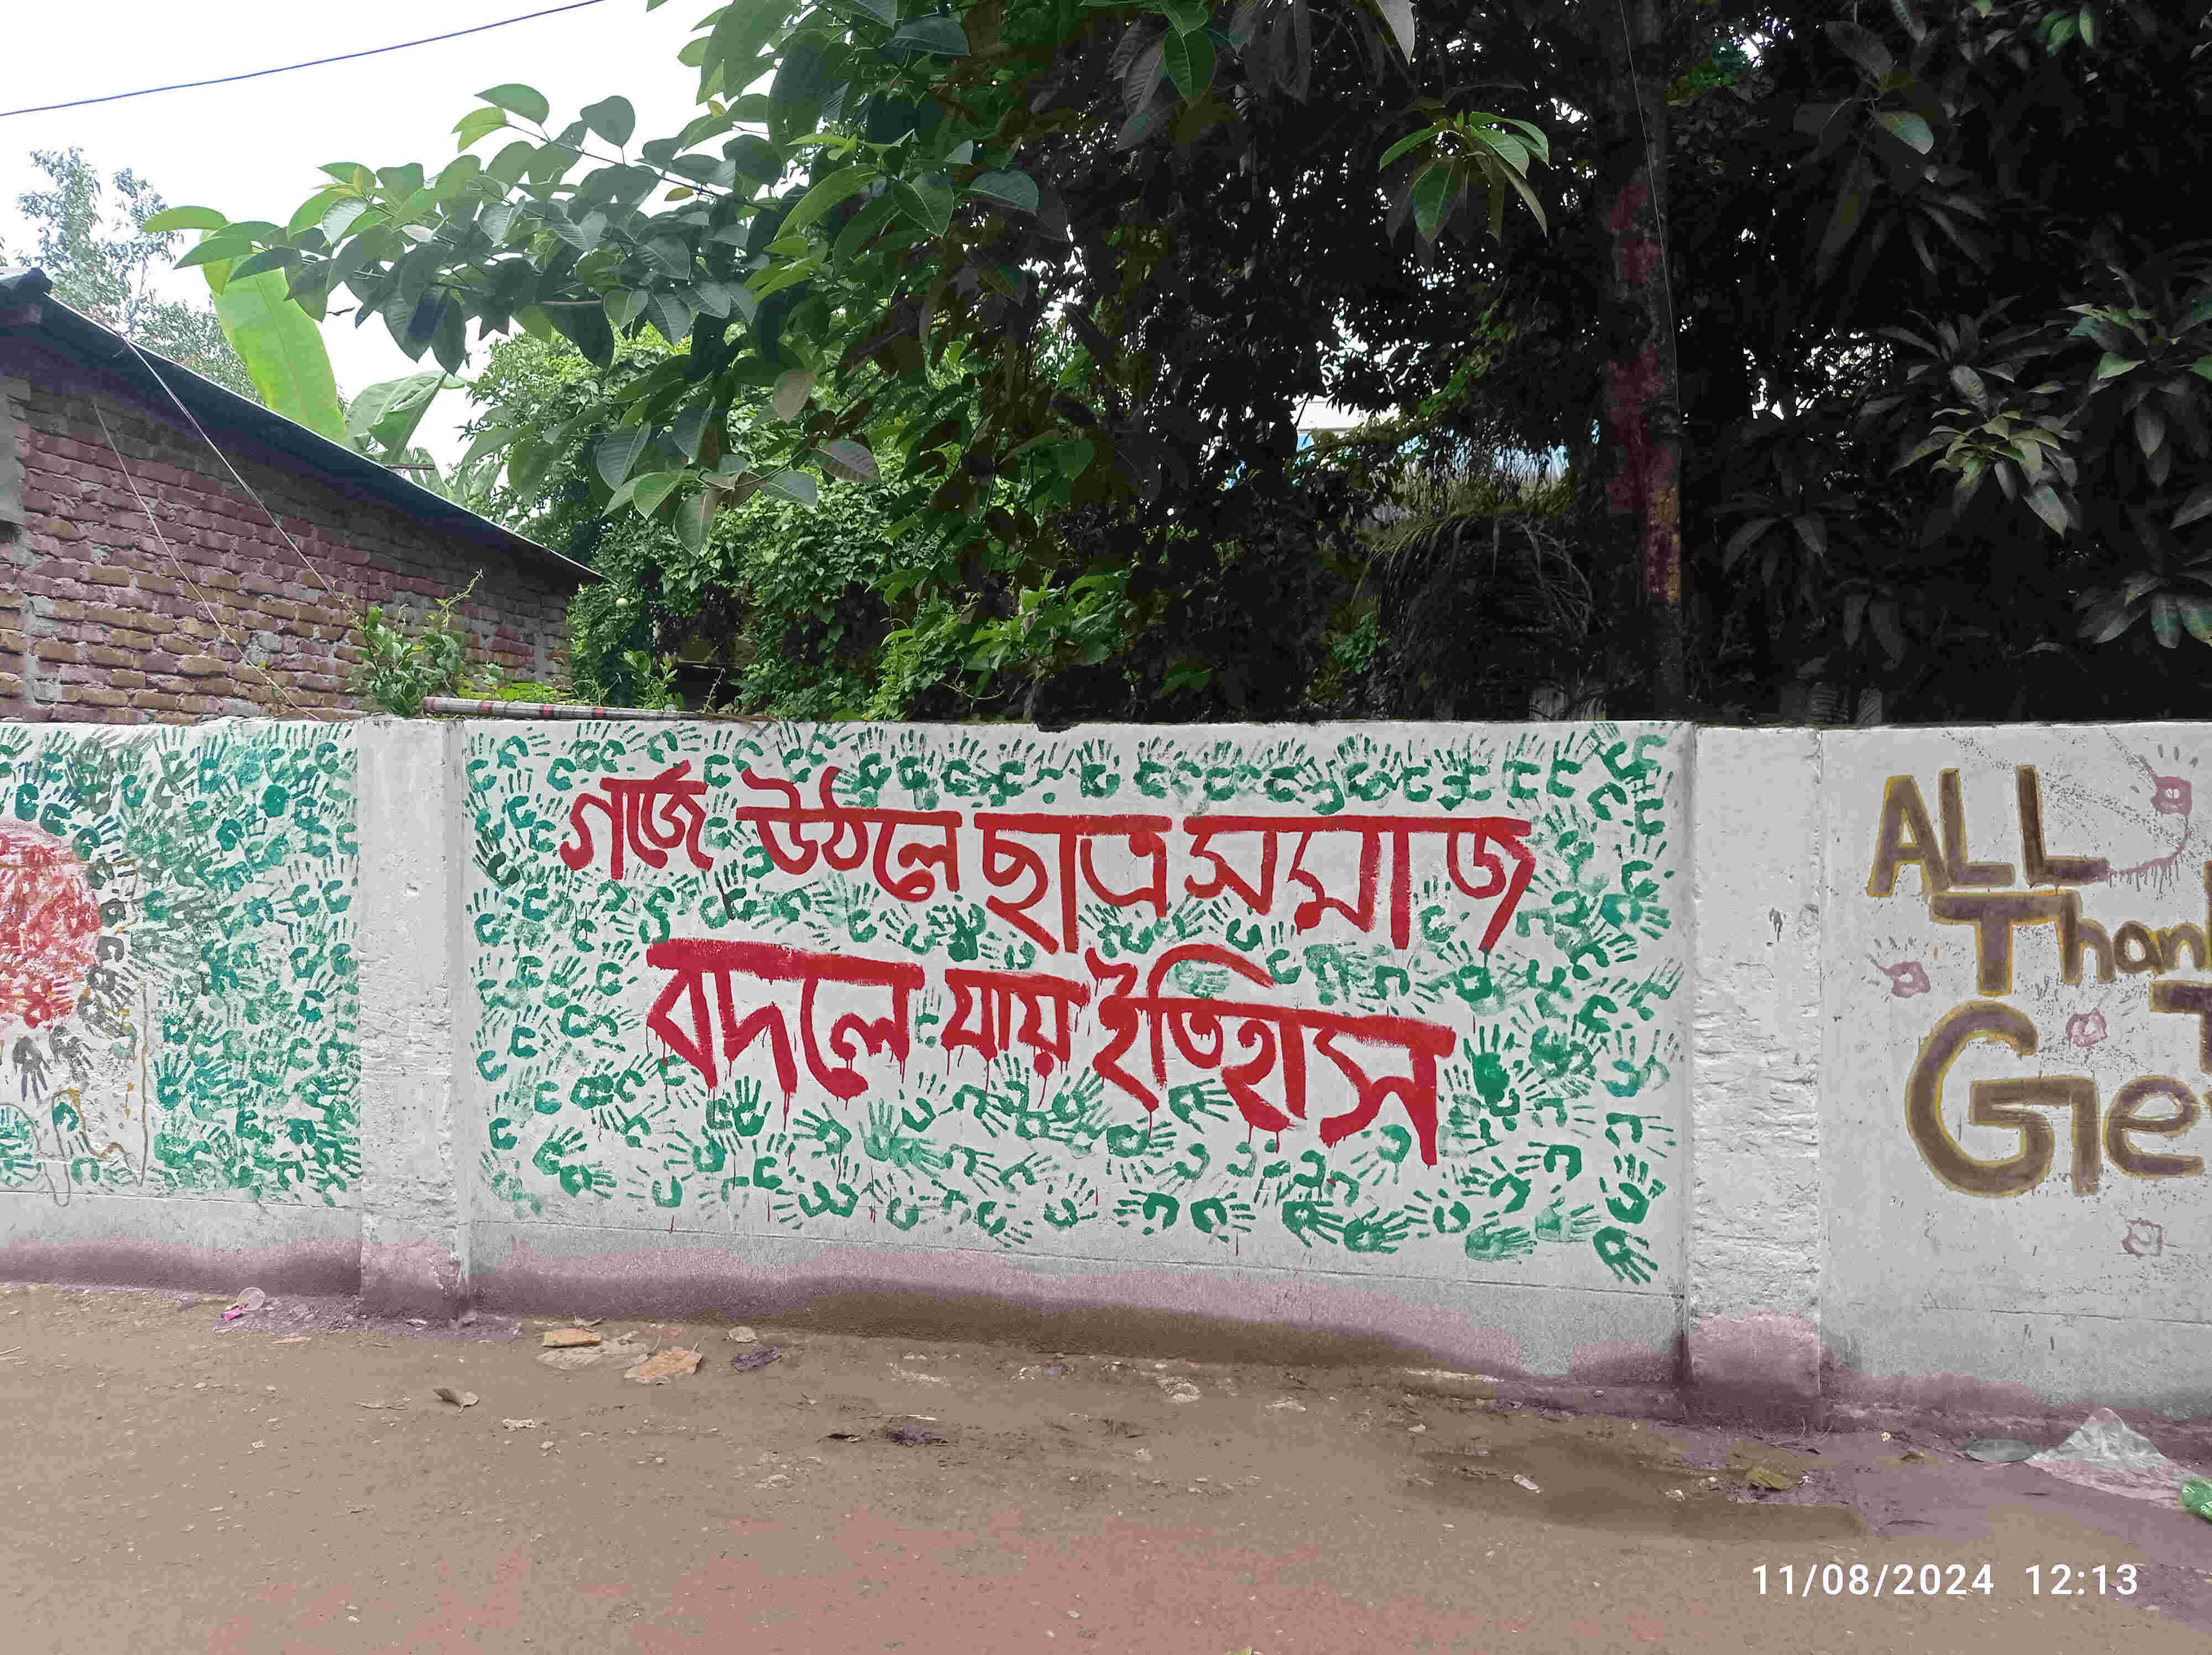 গর্জে উঠলে ছাত্র সমাজ
বদলে যায় ইতিহাস
ALL
Than
Ge
11/08/2024 12:13